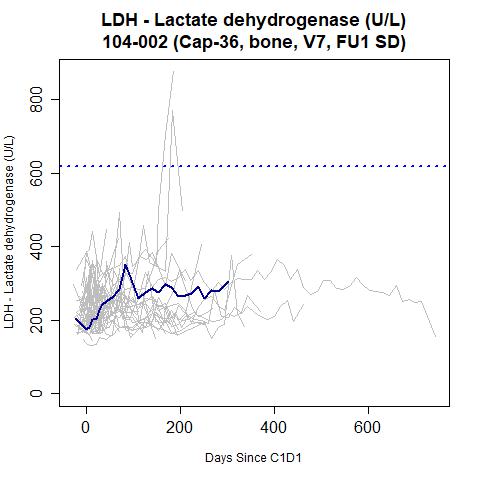 LDH - Lactate dehydrogenase (U/L)
104-002 (Cap-36, bone, V7, FU1 SD)
LDH - Lactate dehydrogenase (U/L)
800
600
400
200
0
0 200 400 600
Days Since C1D1